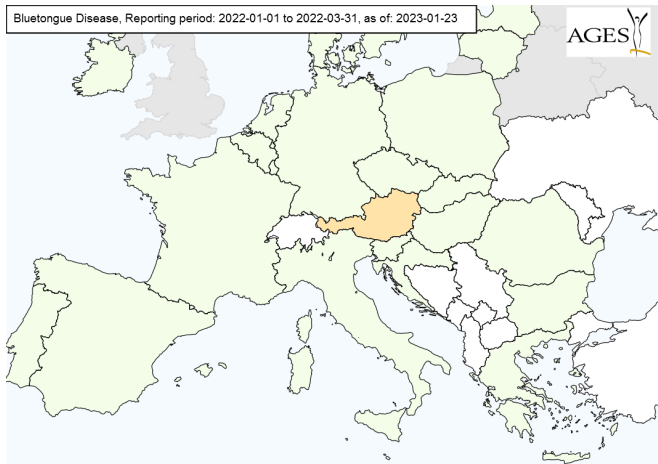 Bluetongue Disease, Reporting period: 2022-01-01 to 2022-03-31, as of: 2023-01-23
AGES